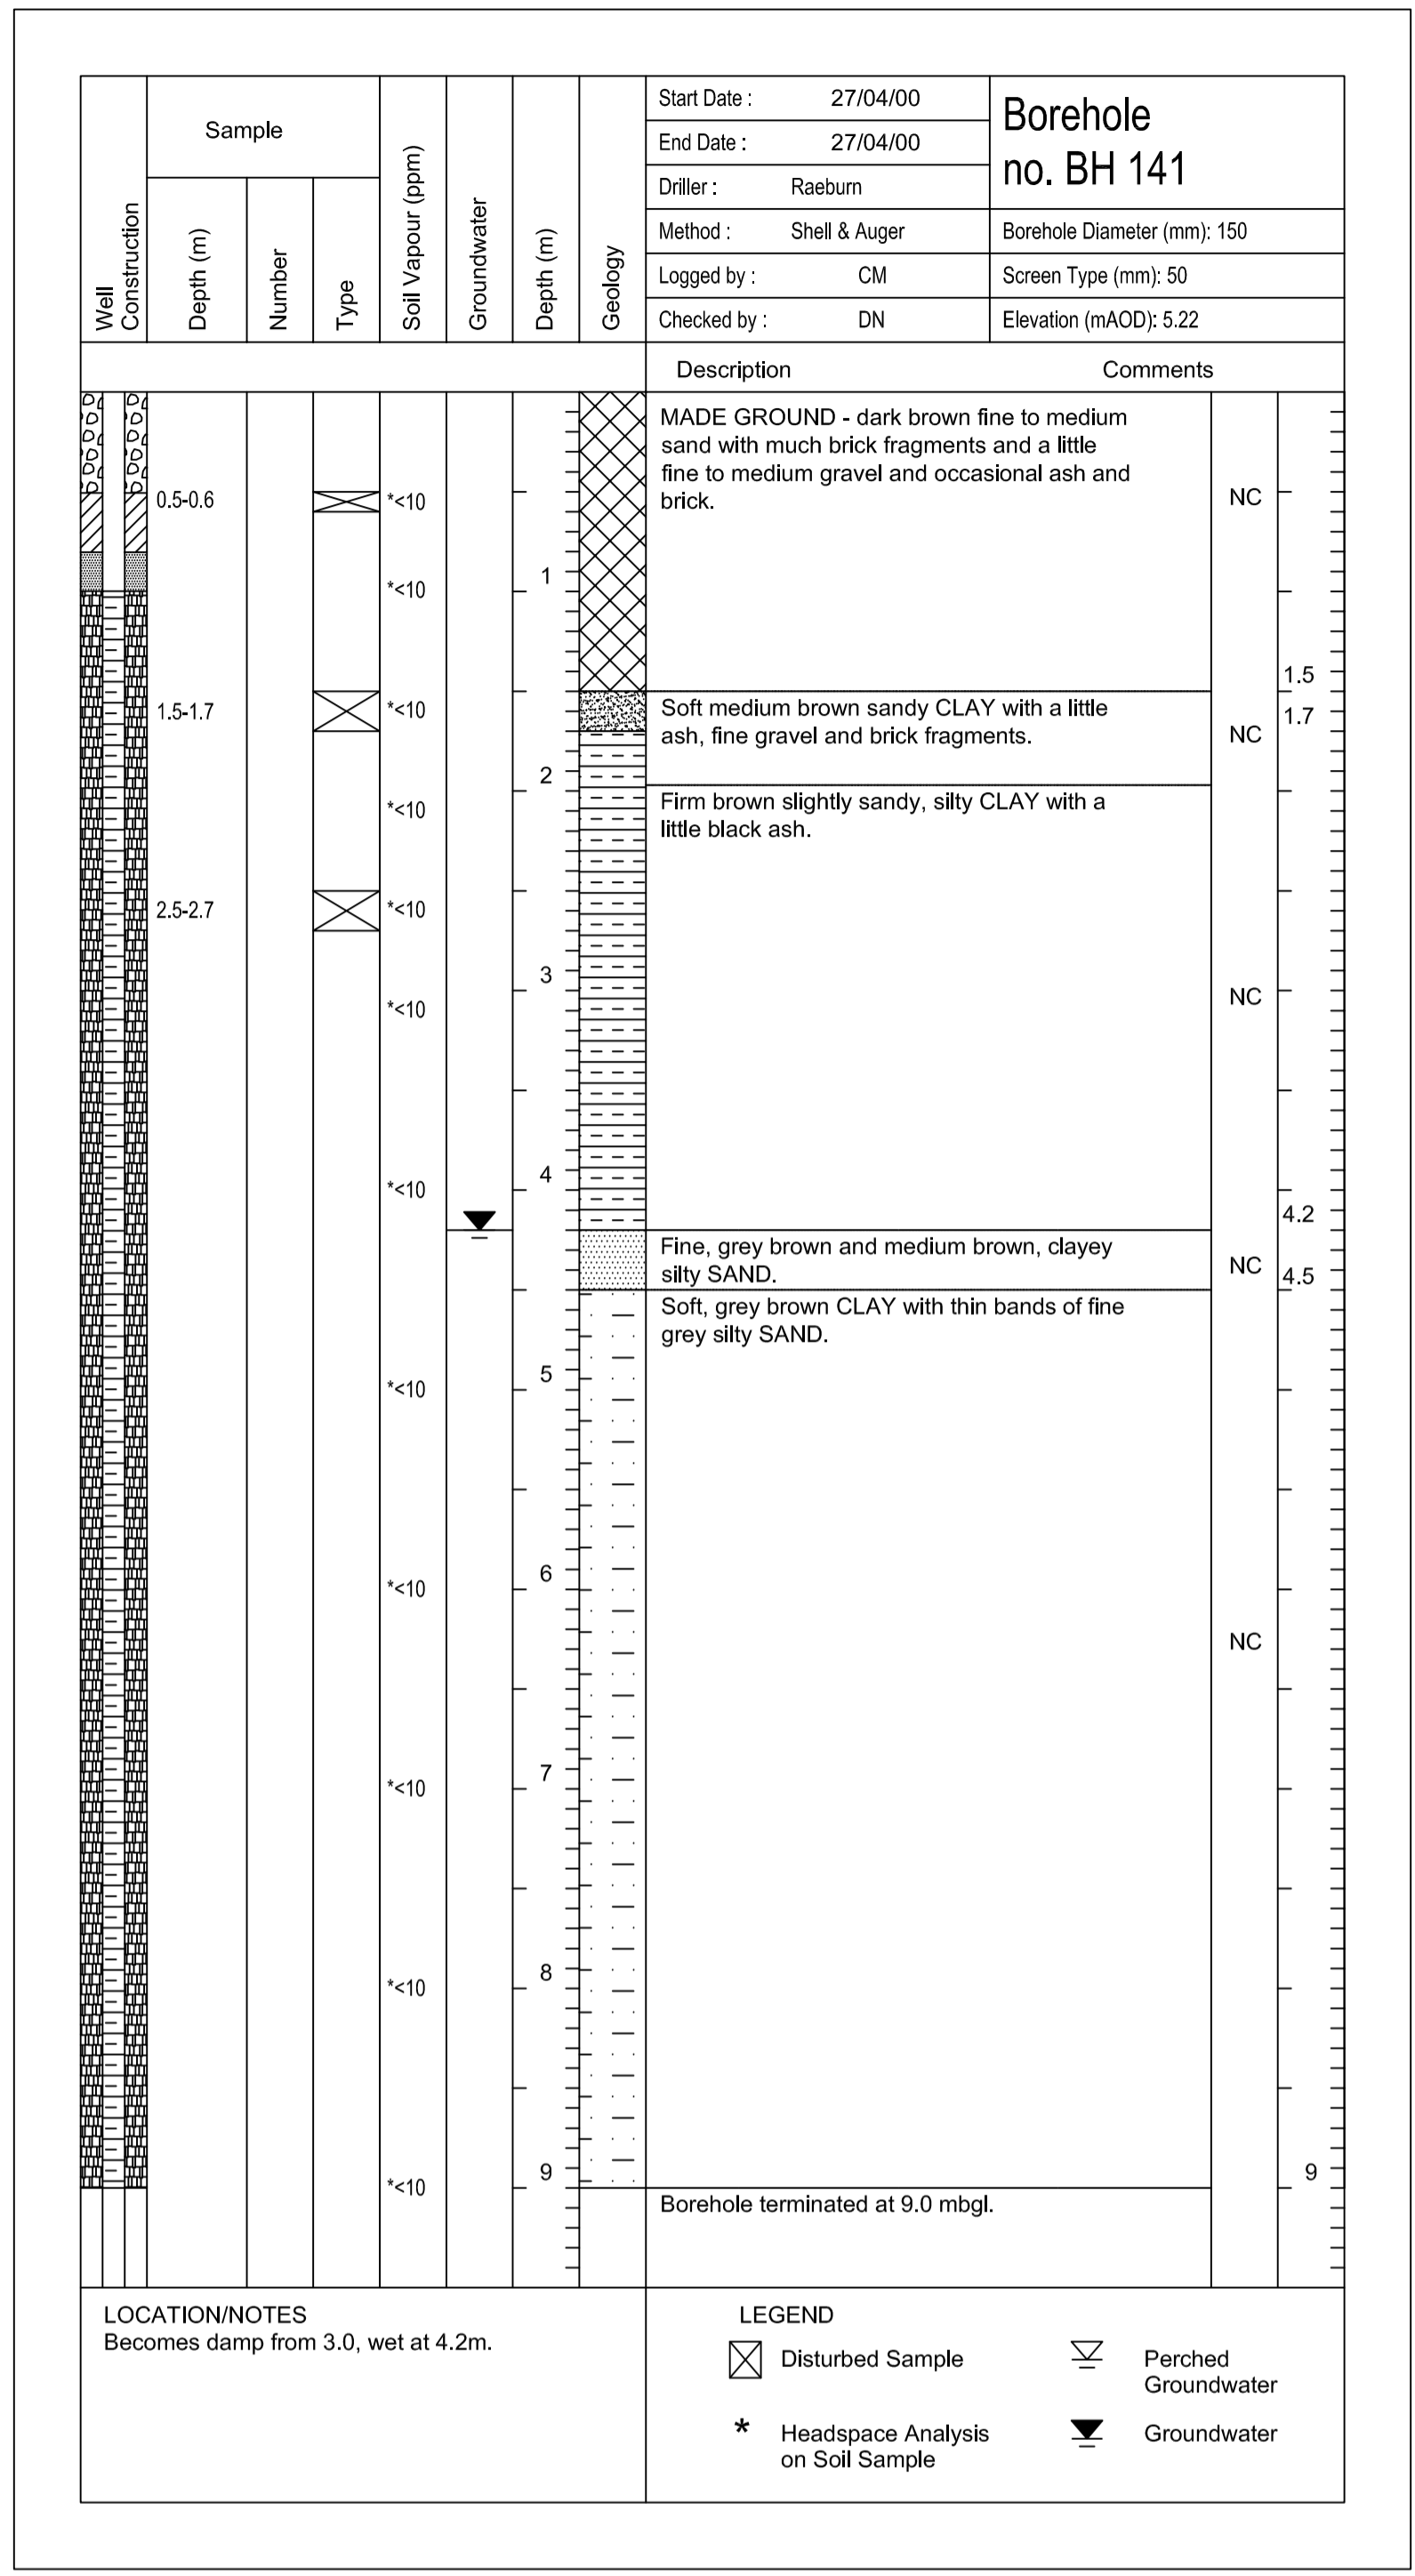 Well
Construction
Sample
Depth (m)
Number
Type
Soil Vapour (ppm)
Groundwater
Depth (m)
Geology
Start Date : 27/04/00
End Date : 27/04/00
Driller : Raeburn
Method : Shell & Auger
Logged by : CM
Checked by : DN
Borehole
no. BH 141
Borehole Diameter (mm): 150
Screen Type (mm): 50
Elevation (mAOD): 5.22
Description Comments
MADE GROUND - dark brown fine to medium
sand with much brick fragments and a little
fine to medium gravel and occasional ash and
brick.
NC
0.5-0.6 *<10
*<10
1
1.5
1.5-1.7 *<10
Soft medium brown sandy CLAY with a little
ash, fine gravel and brick fragments.
1.7
NC
2
*<10
Firm brown slightly sandy, silty CLAY with a
little black ash.
2.5-2.7 *<10
3
*<10
NC
4
*<10
4.2
Fine, grey brown and medium brown, clayey
silty SAND.
NC
4.5
Soft, grey brown CLAY with thin bands of fine
grey silty SAND.
5
*<10
6
*<10
NC
7
*<10
8
*<10
9
9
*<10
Borehole terminated at 9.0 mbgl.
LOCATION/NOTES
Becomes damp from 3.0, wet at 4.2m.
LEGEND
Disturbed Sample
Perched
Groundwater
*
Headspace Analysis
on Soil Sample
Groundwater